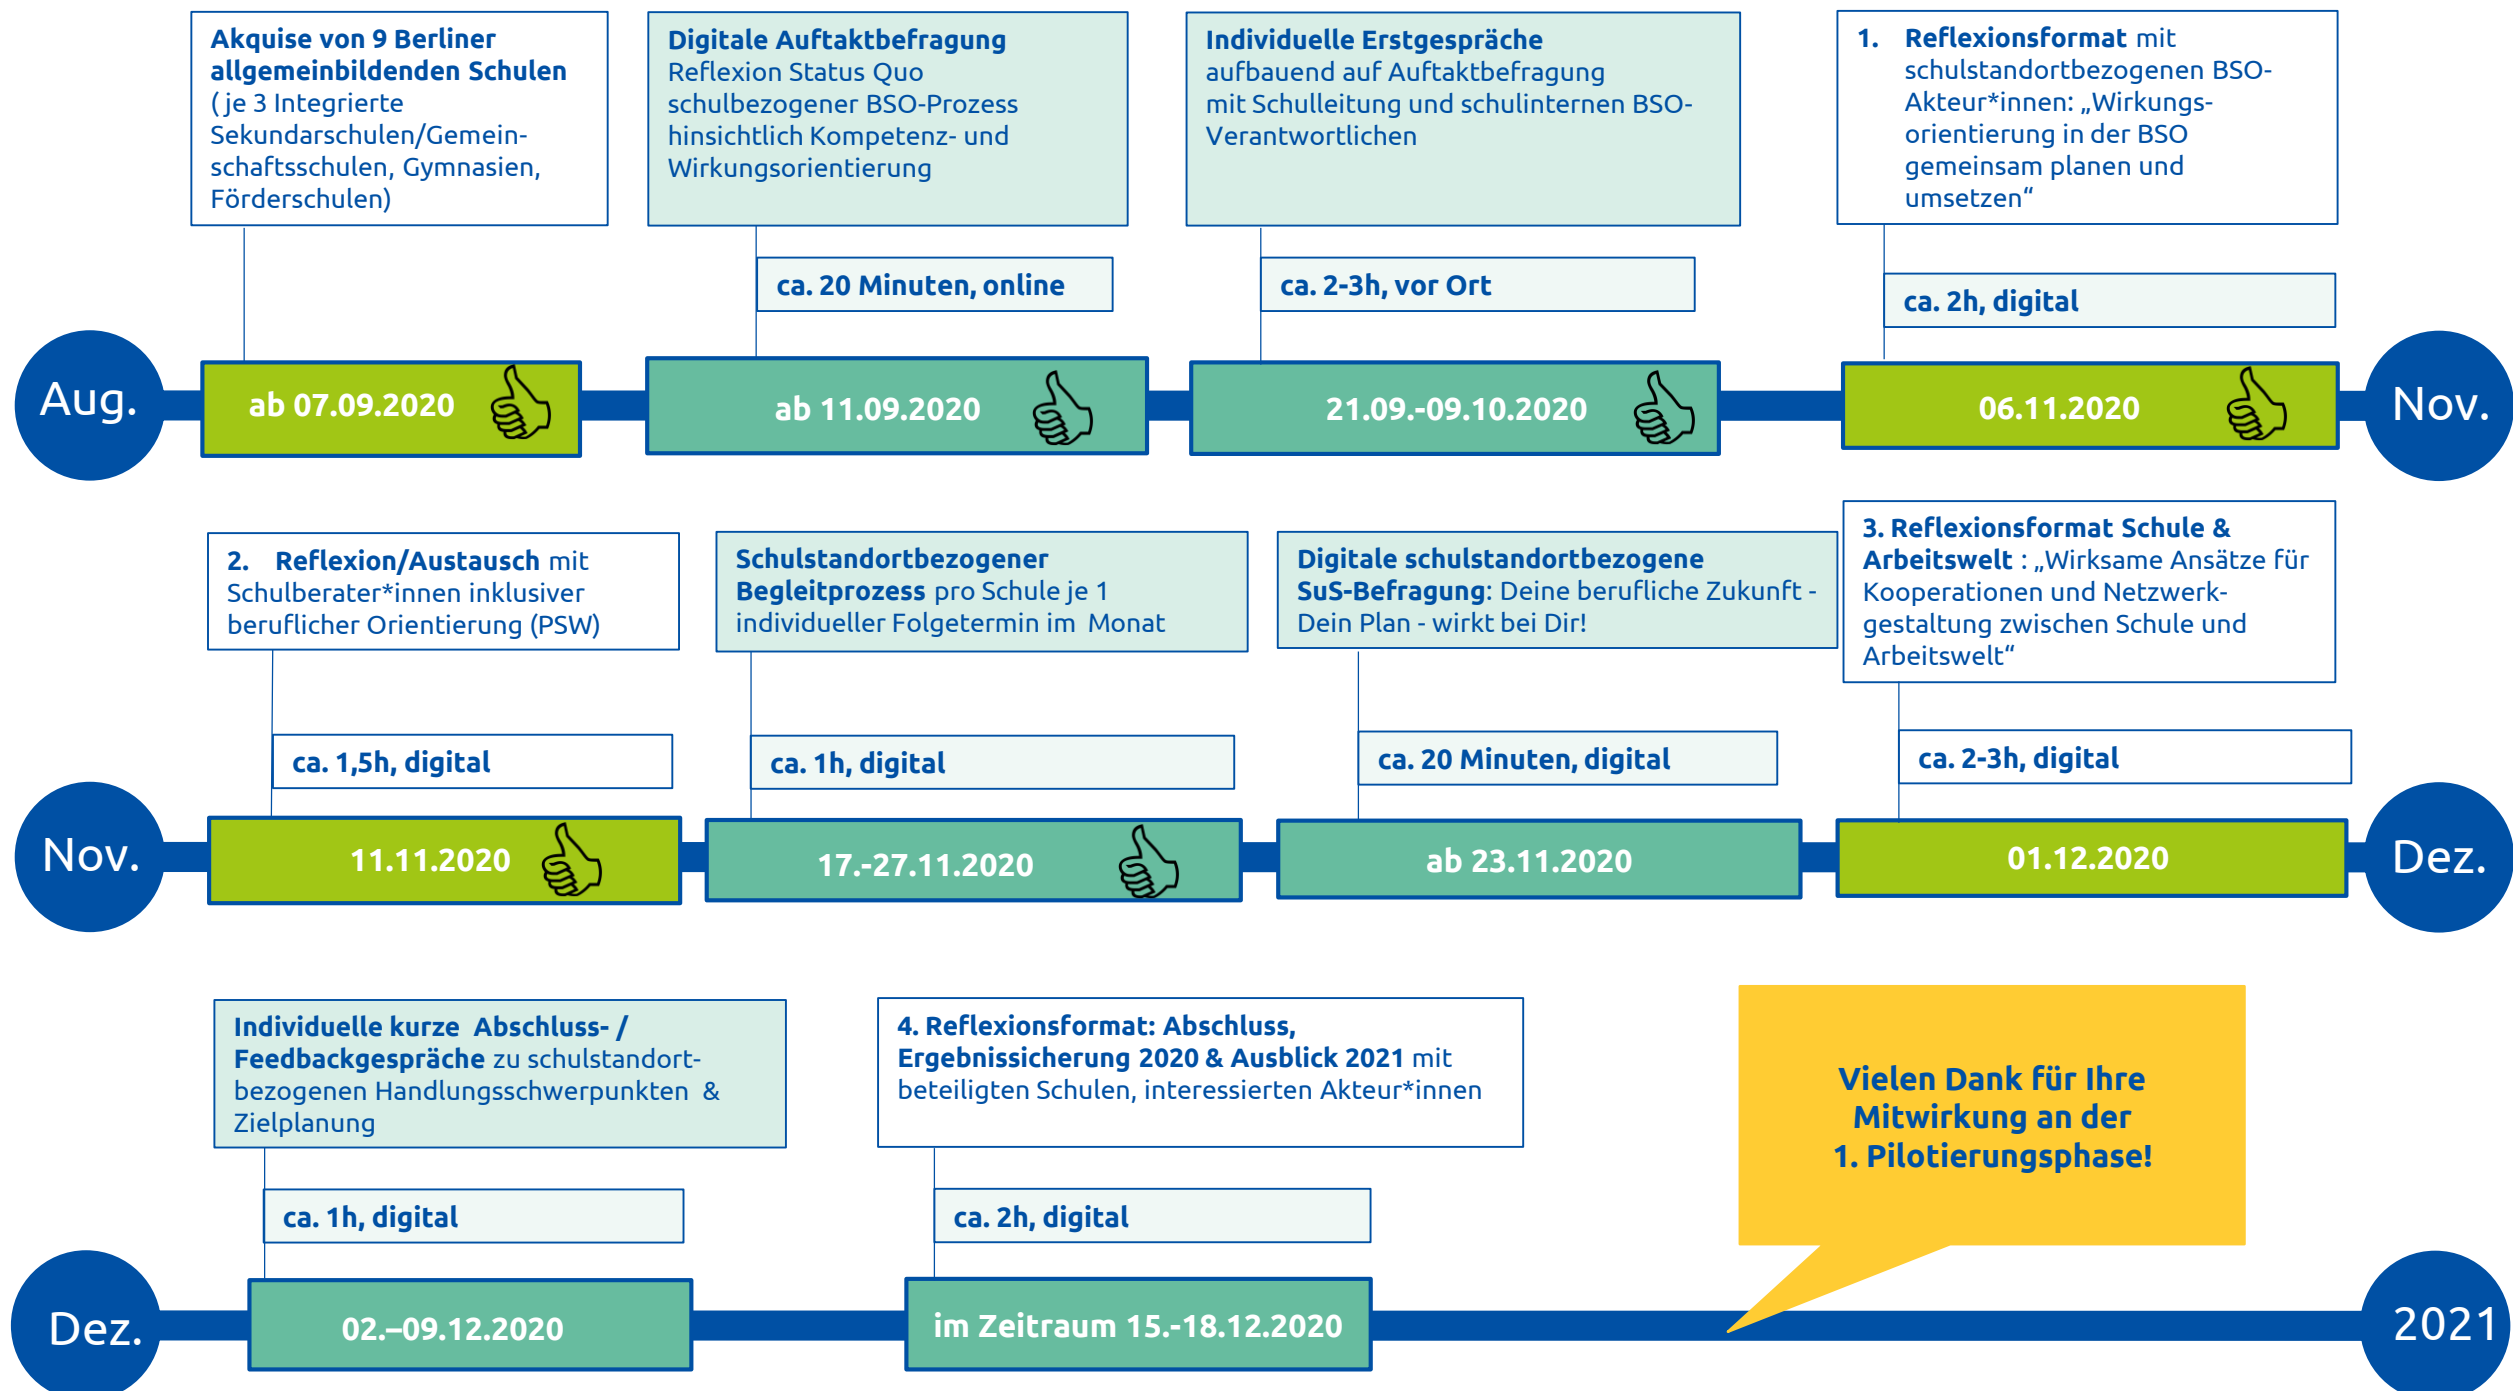 Akquise von 9 Berliner
allgemeinbildenden Schulen
( je 3 Integrierte
Sekundarschulen/Gemein-
schaftsschulen, Gymnasien,
Förderschulen)
Digitale Auftaktbefragung
Reflexion Status Quo
schulbezogener BSO-Prozess
hinsichtlich Kompetenz- und
Wirkungsorientierung
Individuelle Erstgespräche
aufbauend auf Auftaktbefragung
mit Schulleitung und schulinternen BSO-
Verantwortlichen
1. Reflexionsformat mit
schulstandortbezogenen BSO-
Akteur*innen: „Wirkungs-
orientierung in der BSO
gemeinsam planen und
umsetzen“
ca. 20 Minuten, online
ca. 2-3h, vor Ort
ca. 2h, digital
Aug.
ab 07.09.2020
ab 11.09.2020
21.09.-09.10.2020
06.11.2020
Nov.
2. Reflexion/Austausch mit
Schulberater*innen inklusiver
beruflicher Orientierung (PSW)
Schulstandortbezogener
Begleitprozess pro Schule je 1
individueller Folgetermin im Monat
Digitale schulstandortbezogene
SuS-Befragung: Deine berufliche Zukunft -
Dein Plan - wirkt bei Dir!
3. Reflexionsformat Schule &
Arbeitswelt : „Wirksame Ansätze für
Kooperationen und Netzwerk-
gestaltung zwischen Schule und
Arbeitswelt“
ca. 1,5h, digital
ca. 1h, digital
ca. 20 Minuten, digital
ca. 2-3h, digital
Nov.
11.11.2020
17.-27.11.2020
ab 23.11.2020
01.12.2020
Dez.
Individuelle kurze Abschluss- /
Feedbackgespräche zu schulstandort-
bezogenen Handlungsschwerpunkten &
Zielplanung
4. Reflexionsformat: Abschluss,
Ergebnissicherung 2020 & Ausblick 2021 mit
beteiligten Schulen, interessierten Akteur*innen
Vielen Dank für Ihre
Mitwirkung an der
1. Pilotierungsphase!
ca. 1h, digital
ca. 2h, digital
Dez.
02.–09.12.2020
im Zeitraum 15.-18.12.2020
2021